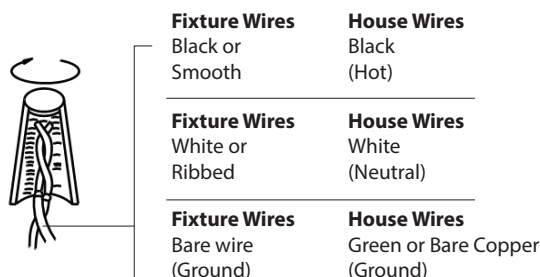 Fixture Wires House Wires
Black or Black
Smooth (Hot)
Fixture Wires House Wires
White or White
Ribbed (Neutral)
Fixture Wires House Wires
Bare wire Green or Bare Copper
(Ground) (Ground)